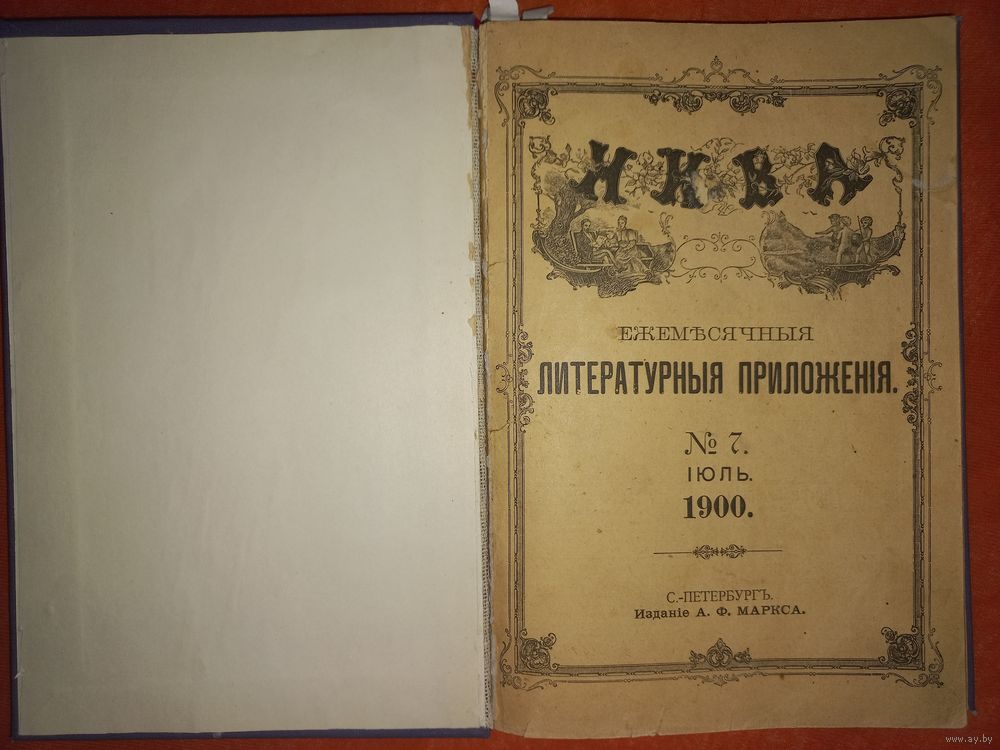 НИВА
ЕЖЕМѢСЯЧНЫЯ
ЛИТЕРАТУРНЫЯ ПРИЛОЖЕНІЯ.
№ 7.
ІЮЛЬ.
1900.
С.-ПЕТЕРБУРГЪ.
Изданіе А. Ф. МАРКСА.
www.ay.by